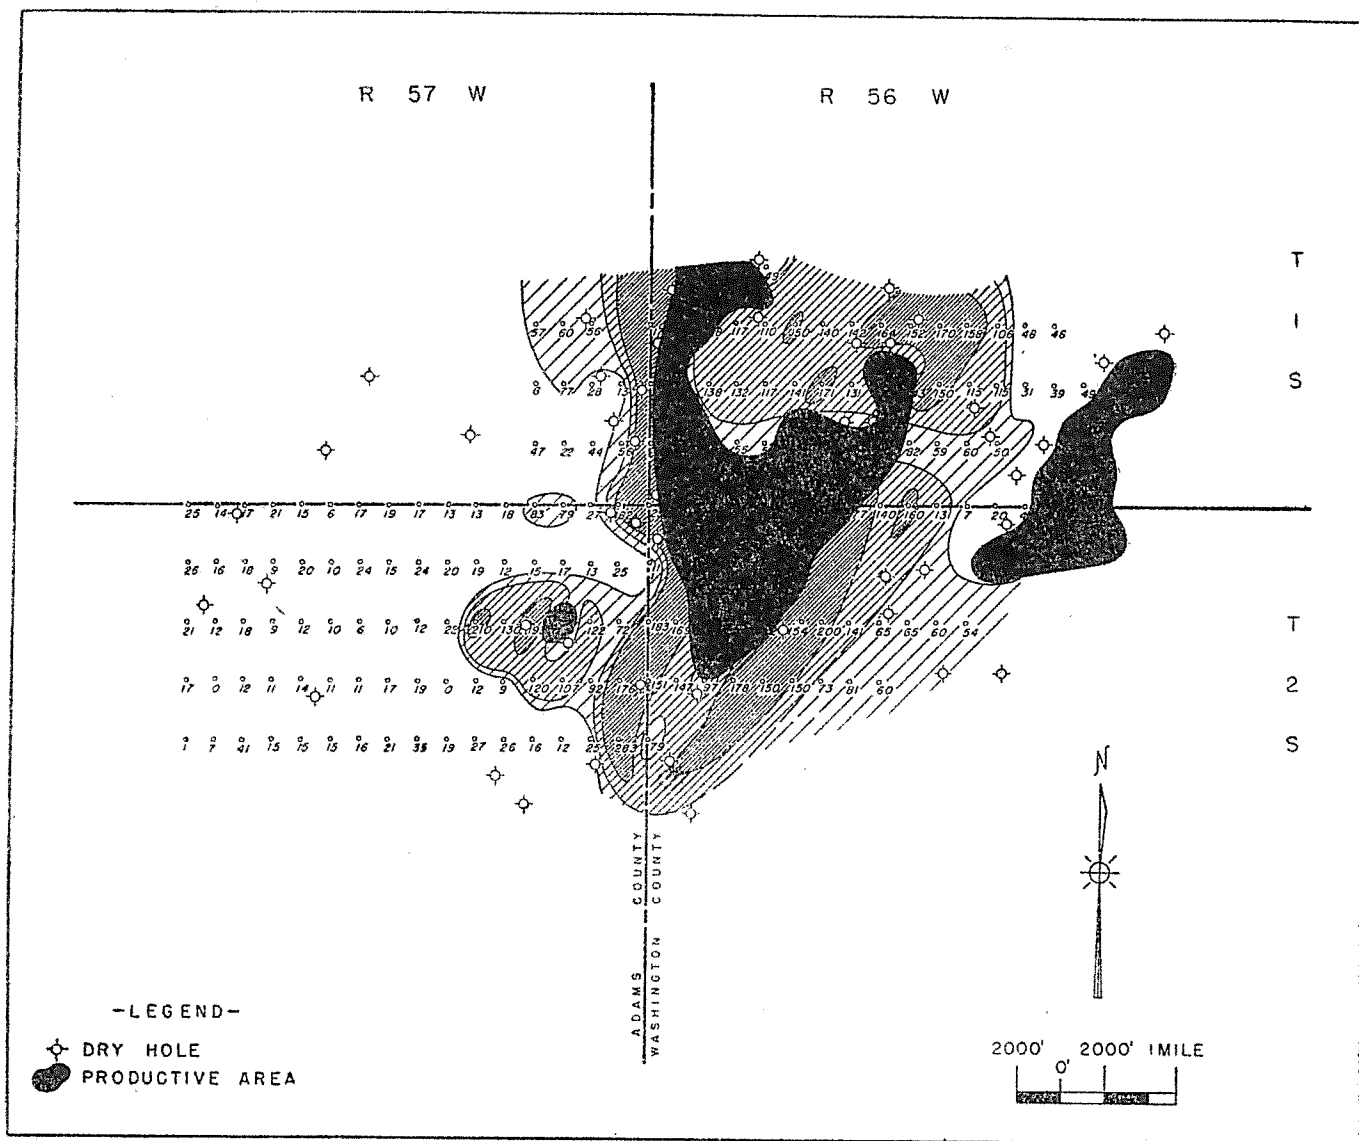 R 57 W
R 56 W
T
1
S
49
57 60 56 117 110 150 140 142 164 152 170 158 106 48 46
8 77 28 13 138 132 117 141 171 131 150 115 115 31 39 49
47 22 44 56 82 59 60 50
25 14 17 21 15 6 17 19 17 13 13 18 83 79 27 140 160 131 7 20
26 16 18 9 20 10 24 15 24 20 19 12 15 17 13 25
21 12 18 9 12 10 6 10 12 25 210 130 122 72 183 163 154 200 141 65 65 60 54
T
2
S
17 0 12 11 14 11 11 17 19 0 12 9 120 107 92 176 151 147 97 178 150 150 73 81 60
1 7 41 15 15 15 16 21 35 19 27 26 16 12 25 283 79
ADAMS COUNTY
WASHINGTON COUNTY
N
-LEGEND-
DRY HOLE
PRODUCTIVE AREA
2000' 0' 2000' 1MILE